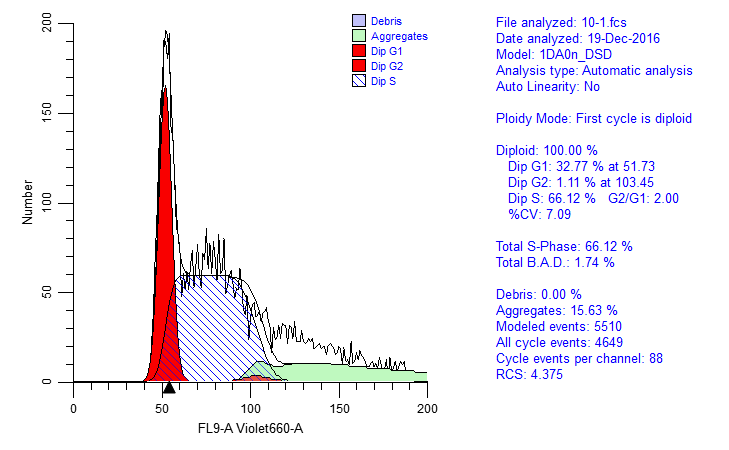 200
150
100
50
0
Number
0 50 100 150 200
FL9-A Violet660-A
Debris
Aggregates
Dip G1
Dip G2
Dip S
File analyzed: 10-1.fcs
Date analyzed: 19-Dec-2016
Model: 1DA0n_DSD
Analysis type: Automatic analysis
Auto Linearity: No
Ploidy Mode: First cycle is diploid
Diploid: 100.00 %
Dip G1: 32.77 % at 51.73
Dip G2: 1.11 % at 103.45
Dip S: 66.12 % G2/G1: 2.00
%CV: 7.09
Total S-Phase: 66.12 %
Total B.A.D.: 1.74 %
Debris: 0.00 %
Aggregates: 15.63 %
Modeled events: 5510
All cycle events: 4649
Cycle events per channel: 88
RCS: 4.375